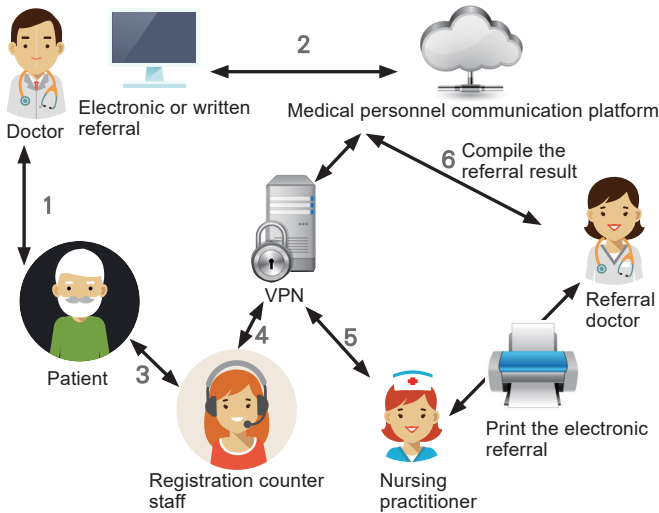 2
Electronic or written
referral
Doctor
Medical personnel communication platform
6
Compile the
referral result
1
VPN
Referral
doctor
Patient
3
4
5
Print the electronic
referral
Registration counter
staff
Nursing
practitioner